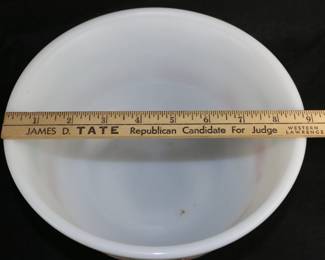 1 2 3 4 5 6 7 8 9
JAMES D. TATE Republican Candidate For Judge WESTERN
LAWRENCE